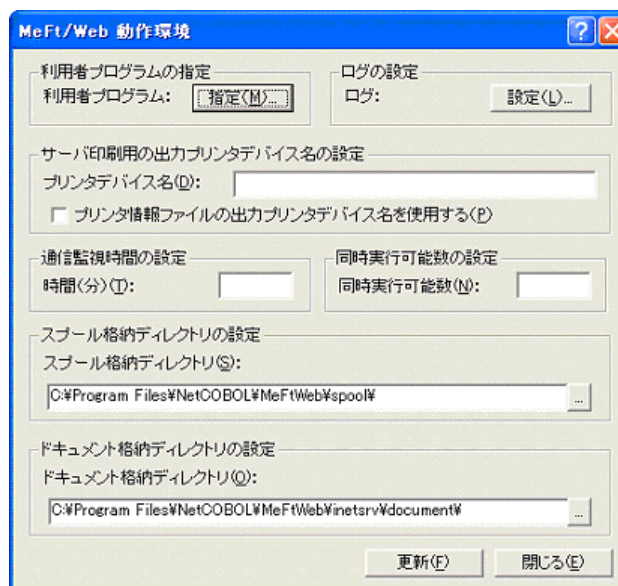 MeFt/Web 動作環境
利用者プログラムの指定
利用者プログラム: 指定(M)...
ログの設定
ログ: 設定(L)...
サーバ印刷用の出力プリンタデバイス名の設定
プリンタデバイス名(D):
プリンタ情報ファイルの出力プリンタデバイス名を使用する(P)
通信監視時間の設定
時間(分)(T):
同時実行可能数の設定
同時実行可能数(N):
スプール格納ディレクトリの設定
スプール格納ディレクトリ(S):
C:¥Program Files¥NetCOBOL¥MeFtWeb¥spool¥ ...
ドキュメント格納ディレクトリの設定
ドキュメント格納ディレクトリ(O):
C:¥Program Files¥NetCOBOL¥MeFtWeb¥inetsrv¥document¥ ...
更新(F) 閉じる(E)